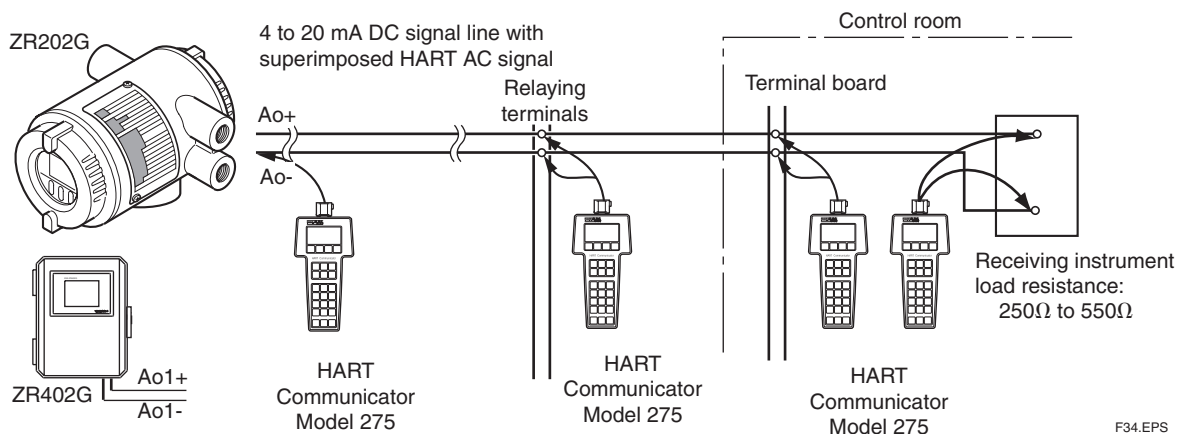 ZR202G
4 to 20 mA DC signal line with
superimposed HART AC signal
Control room
Relaying
terminals
Terminal board
Ao+
Ao-
Receiving instrument
load resistance:
250Ω to 550Ω
ZR402G
Ao1+
Ao1-
HART
Communicator
Model 275
HART
Communicator
Model 275
HART
Communicator
Model 275
F34.EPS